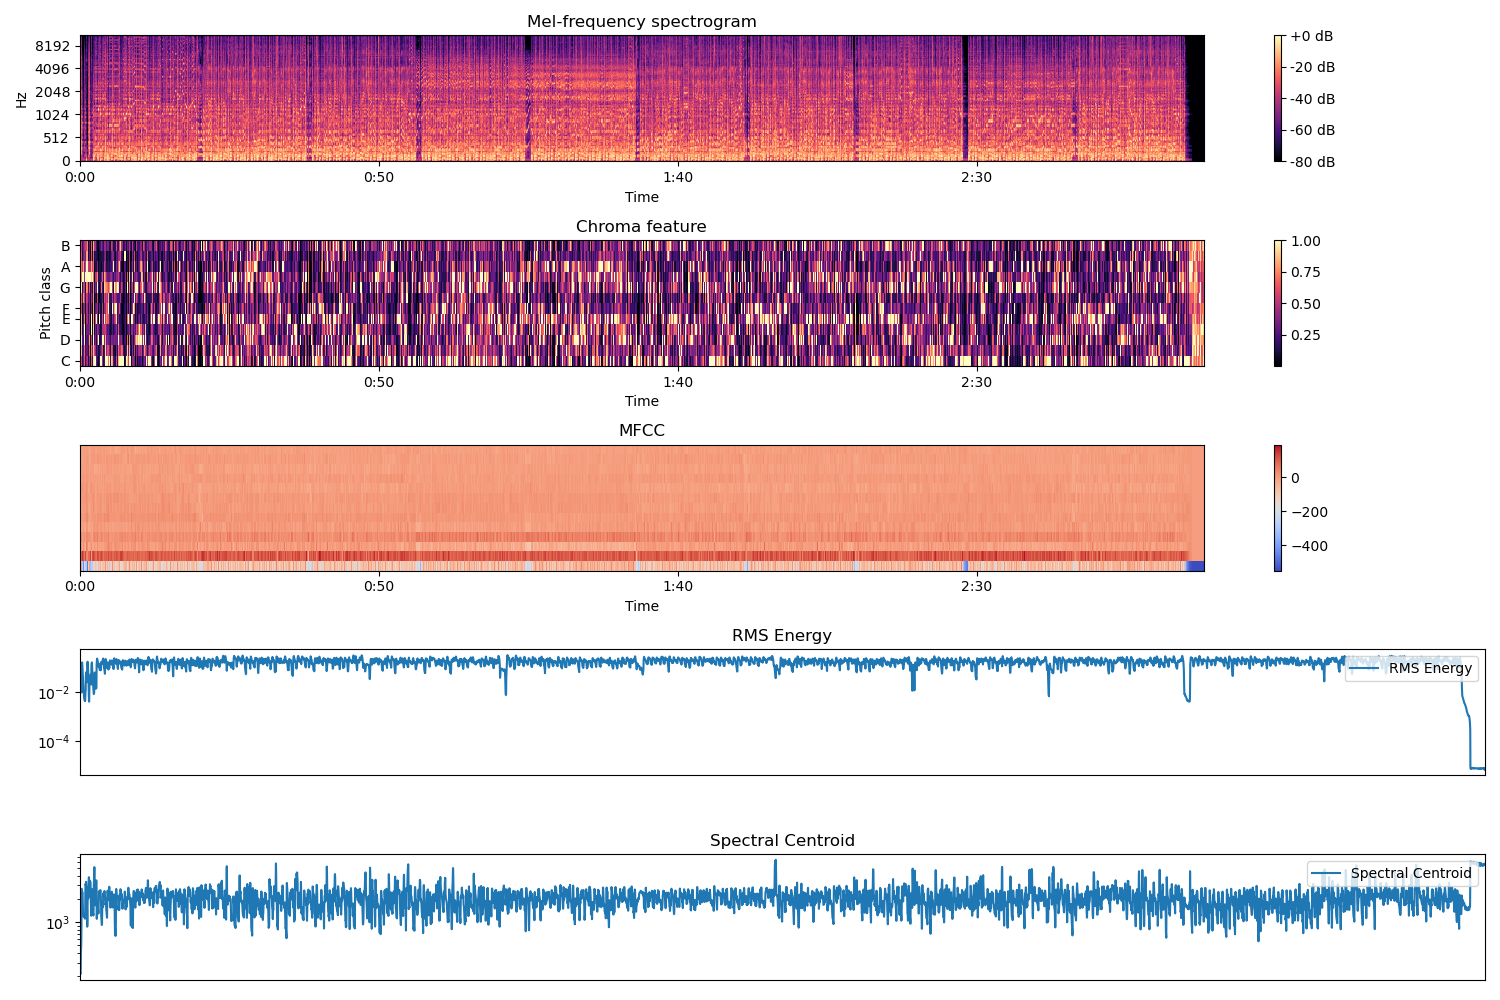 Mel-frequency spectrogram
8192
4096
2048
1024
512
0
Hz
0:00
0:50
1:40
2:30
Time
+0 dB
-20 dB
-40 dB
-60 dB
-80 dB
Chroma feature
B
A
G
F
E
D
C
Pitch class
0:00
0:50
1:40
2:30
Time
1.00
0.75
0.50
0.25
MFCC
0:00
0:50
1:40
2:30
Time
0
−200
−400
RMS Energy
10⁻²
10⁻⁴
RMS Energy
Spectral Centroid
10³
Spectral Centroid